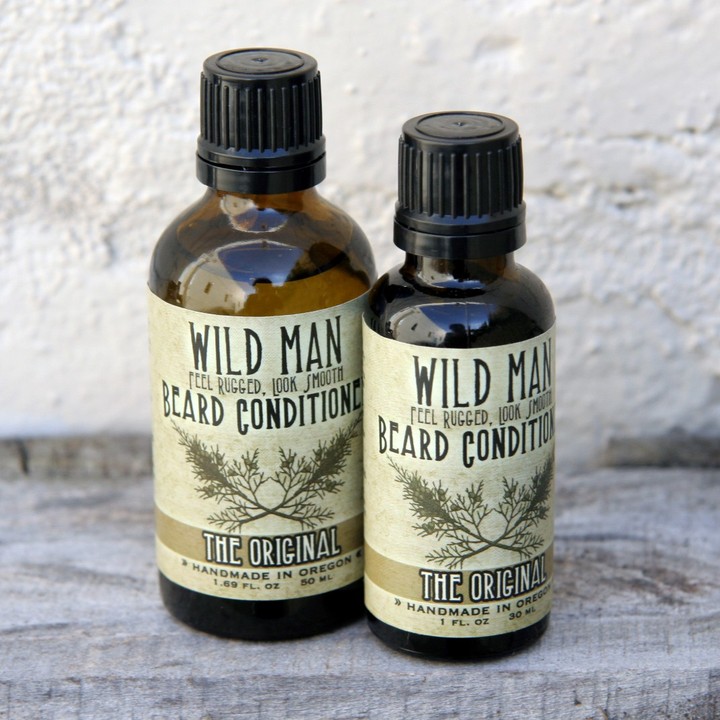 WILD MAN
FEEL RUGGED, LOOK SMOOTH
BEARD CONDITIONE
THE ORIGINAL
» HANDMADE IN OREGON «
1.69 FL. OZ 50 ML
WILD MAN
FEEL RUGGED, LOOK SMOOTH
BEARD CONDITION
THE ORIGINAL
» HANDMADE IN OREGON
1 FL. OZ 30 ML